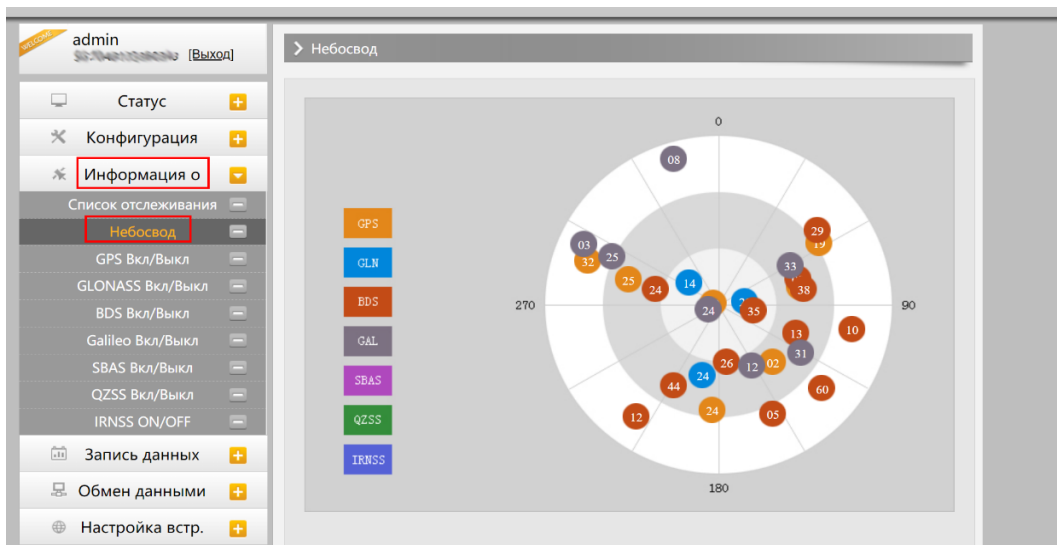 WELCOME
admin
[Выход]
Небосвод
Статус
Конфигурация
Информация о
Список отслеживания
Небосвод
GPS Вкл/Выкл
GLONASS Вкл/Выкл
BDS Вкл/Выкл
Galileo Вкл/Выкл
SBAS Вкл/Выкл
QZSS Вкл/Выкл
IRNSS ON/OFF
Запись данных
Обмен данными
Настройка встр.
GPS
GLN
BDS
GAL
SBAS
QZSS
IRNSS
0
08
29
19
03
25
32
33
25
14
24
38
270
24
35
90
10
13
31
26
12
02
24
44
60
12
24
05
180